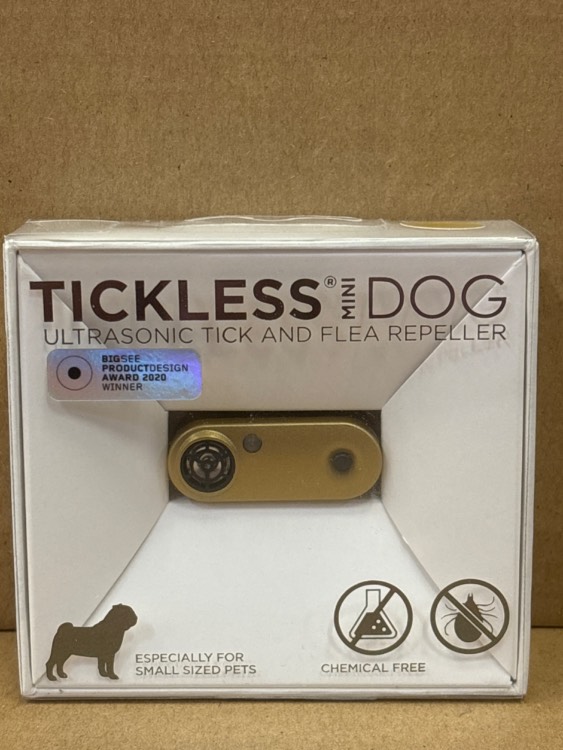 TICKLESS® MINI DOG
ULTRASONIC TICK AND FLEA REPELLER
BIGSEE
PRODUCTDESIGN
AWARD 2020
WINNER
ESPECIALLY FOR
SMALL SIZED PETS
CHEMICAL FREE